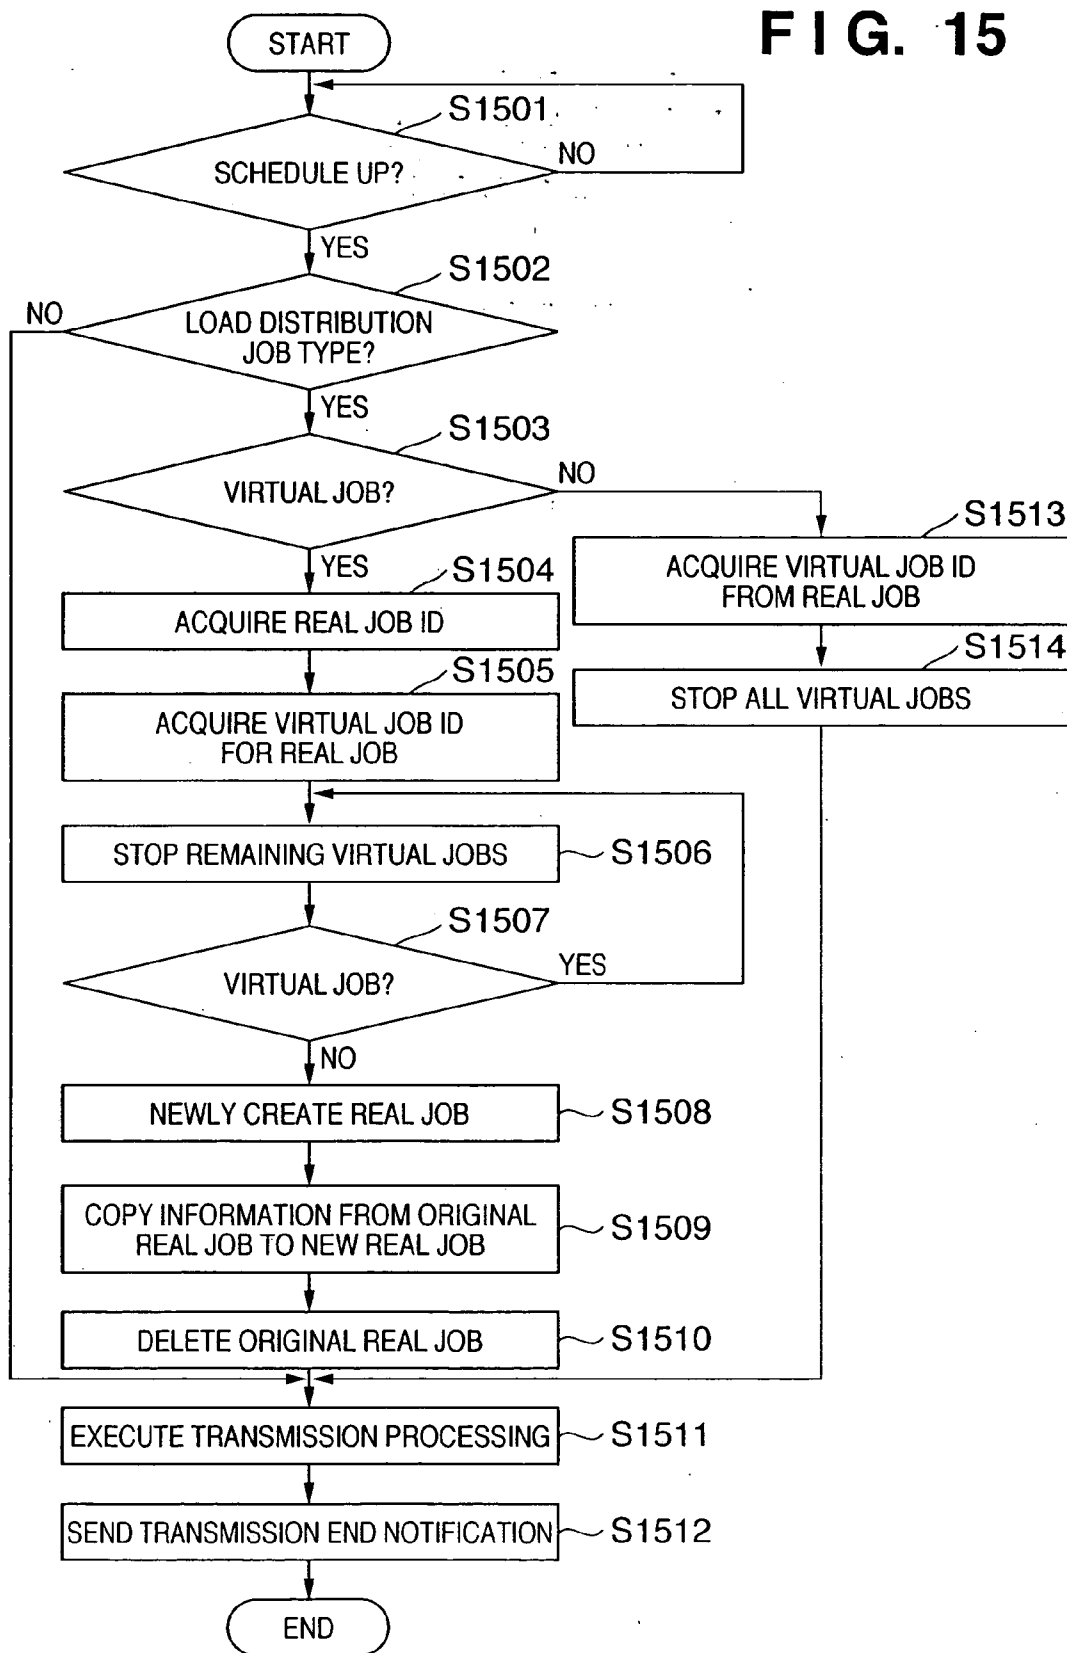 FIG. 15
START
S1501
SCHEDULE UP?
NO
YES
S1502
NO
LOAD DISTRIBUTION
JOB TYPE?
YES
S1503
VIRTUAL JOB?
NO
YES
S1513
ACQUIRE VIRTUAL JOB ID
FROM REAL JOB
S1504
ACQUIRE REAL JOB ID
S1514
STOP ALL VIRTUAL JOBS
S1505
ACQUIRE VIRTUAL JOB ID
FOR REAL JOB
STOP REMAINING VIRTUAL JOBS
S1506
S1507
VIRTUAL JOB?
YES
NO
NEWLY CREATE REAL JOB
S1508
COPY INFORMATION FROM ORIGINAL
REAL JOB TO NEW REAL JOB
S1509
DELETE ORIGINAL REAL JOB
S1510
EXECUTE TRANSMISSION PROCESSING
S1511
SEND TRANSMISSION END NOTIFICATION
S1512
END